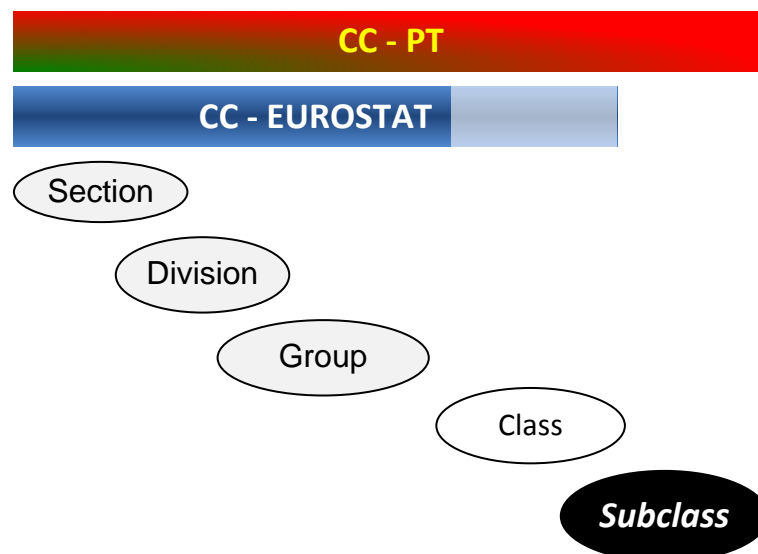 CC - PT
CC - EUROSTAT
Section
Division
Group
Class
Subclass